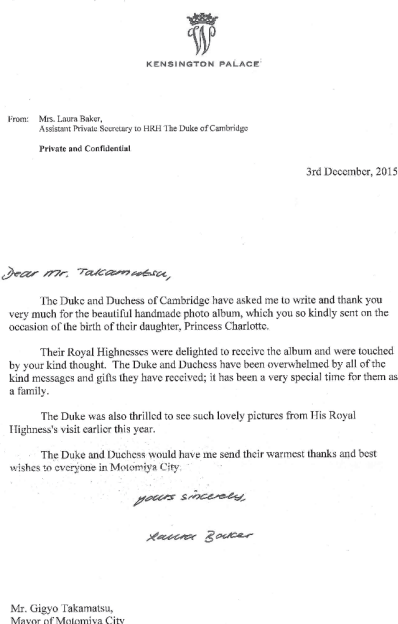 KENSINGTON PALACE
From: Mrs. Laura Baker,
Assistant Private Secretary to HRH The Duke of Cambridge
Private and Confidential
3rd December, 2015
Dear Mr. Takamatsu,
The Duke and Duchess of Cambridge have asked me to write and thank you
very much for the beautiful handmade photo album, which you so kindly sent on
the occasion of the birth of their daughter, Princess Charlotte.
Their Royal Highnesses were delighted to receive the album and were touched
by your kind thought. The Duke and Duchess have been overwhelmed by all of the
kind messages and gifts they have received; it has been a very special time for them as
a family.
The Duke was also thrilled to see such lovely pictures from His Royal
Highness's visit earlier this year.
The Duke and Duchess would have me send their warmest thanks and best
wishes to everyone in Motomiya City.
yours sincerely,
Laura Baker
Mr. Gigyo Takamatsu,
Mayor of Motomiya City